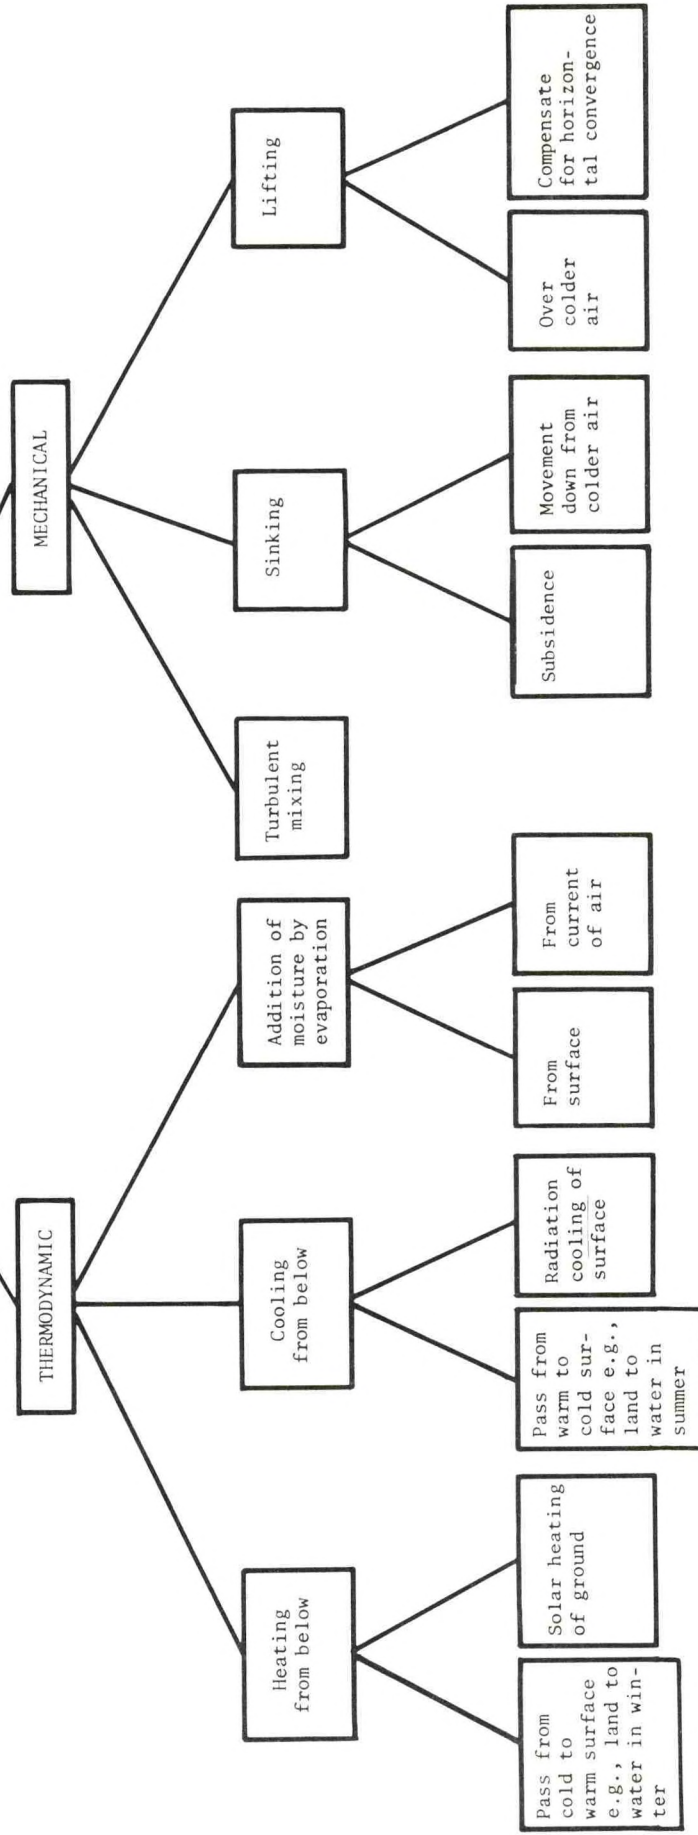 THERMODYNAMIC
MECHANICAL
Heating
from below
Cooling
from below
Addition of
moisture by
evaporation
Turbulent
mixing
Sinking
Lifting
Pass from
cold to
warm surface
e.g., land to
water in win-
ter
Solar heating
of ground
Pass from
warm to
cold sur-
face e.g.,
land to
water in
summer
Radiation
cooling of
surface
From
surface
From
current
of air
Subsidence
Movement
down from
colder air
Over
colder
air
Compensate
for horizon-
tal convergence